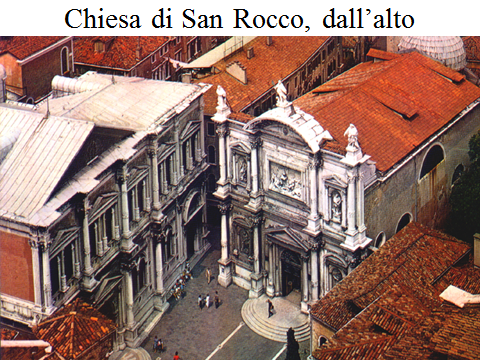 Chiesa di San Rocco, dall’alto